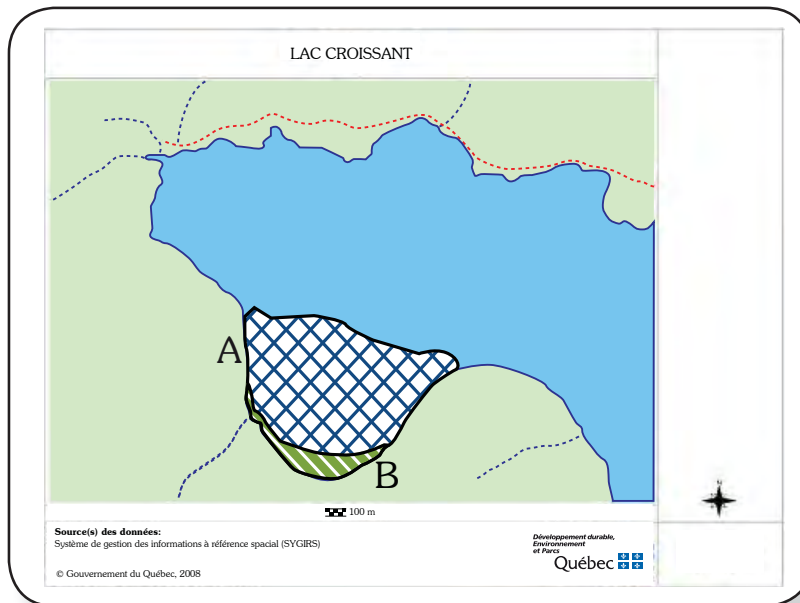 LAC CROISSANT
A
B
N
100 m
Source(s) des données:
Système de gestion des informations à référence spacial (SYGIRS)
© Gouvernement du Québec, 2008
Développement durable,
Environnement
et Parcs
Québec